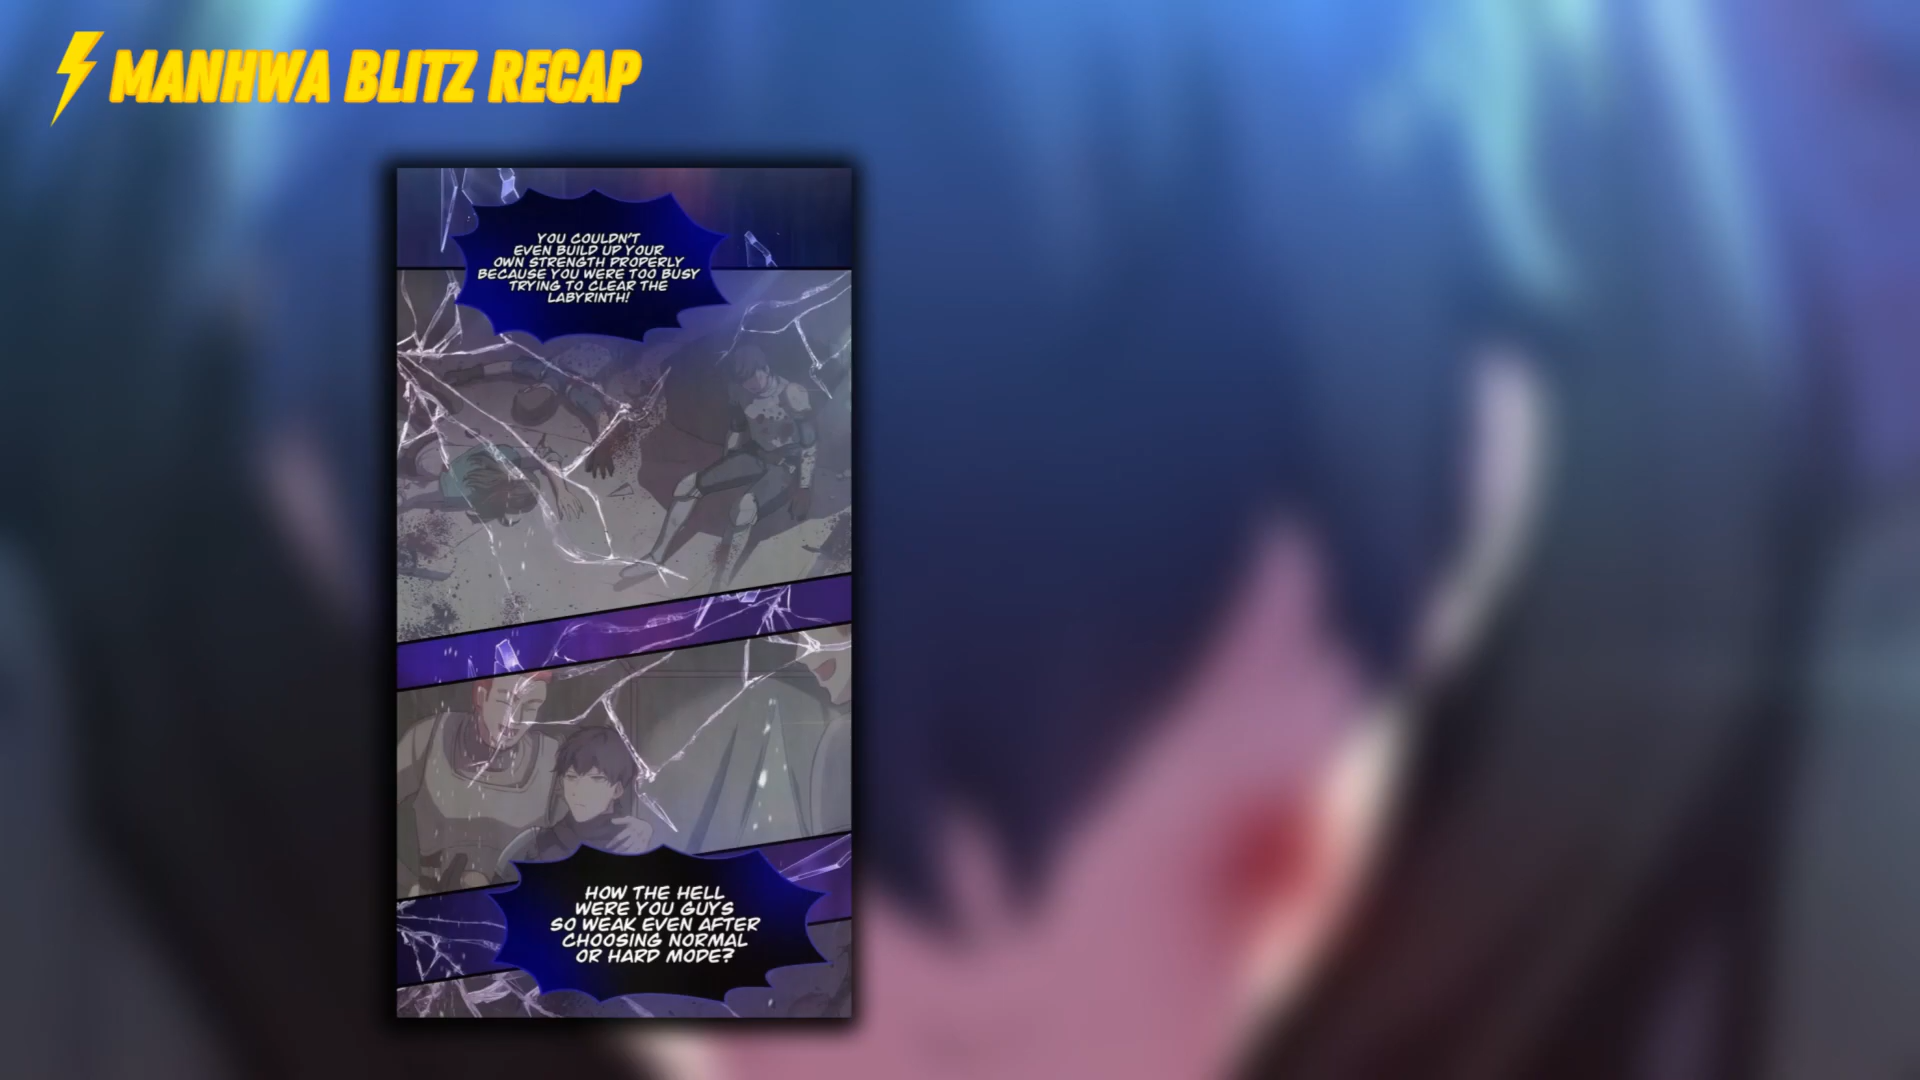 MANHWA BLITZ RECAP
YOU COULDN'T
EVEN BUILD UP YOUR
OWN STRENGTH PROPERLY
BECAUSE YOU WERE TOO BUSY
TRYING TO CLEAR THE
LABYRINTH!
HOW THE HELL
WERE YOU GUYS
SO WEAK EVEN AFTER
CHOOSING NORMAL
OR HARD MODE?